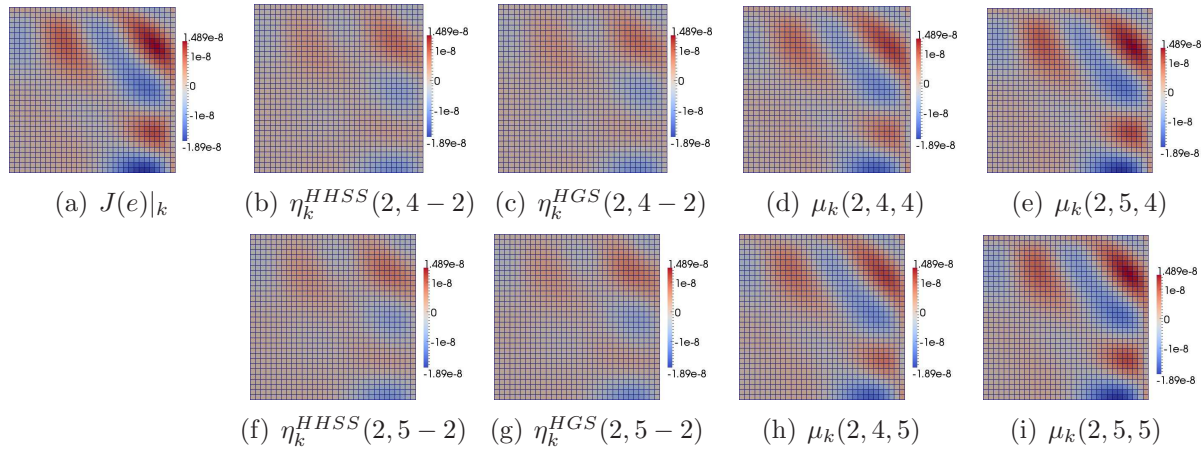 1.489e-8
1e-8
0
-1e-8
-1.89e-8
1.489e-8
1e-8
0
-1e-8
-1.89e-8
1.489e-8
1e-8
0
-1e-8
-1.89e-8
1.489e-8
1e-8
0
-1e-8
-1.89e-8
1.489e-8
1e-8
0
-1e-8
-1.89e-8
(a) J(e)|_k
(b) η_k^{HHSS}(2, 4 − 2)
(c) η_k^{HGS}(2, 4 − 2)
(d) μ_k(2, 4, 4)
(e) μ_k(2, 5, 4)
1.489e-8
1e-8
0
-1e-8
-1.89e-8
1.489e-8
1e-8
0
-1e-8
-1.89e-8
1.489e-8
1e-8
0
-1e-8
-1.89e-8
1.489e-8
1e-8
0
-1e-8
-1.89e-8
(f) η_k^{HHSS}(2, 5 − 2)
(g) η_k^{HGS}(2, 5 − 2)
(h) μ_k(2, 4, 5)
(i) μ_k(2, 5, 5)